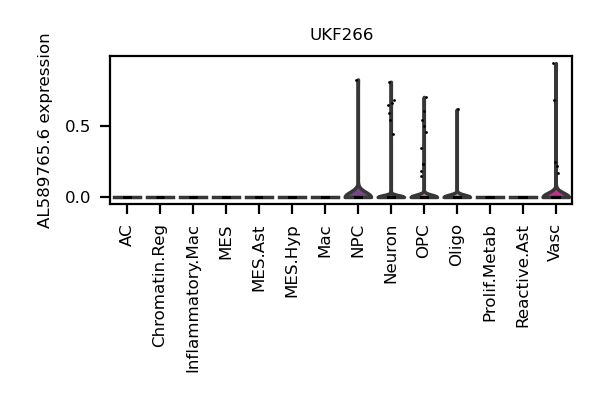 UKF266
AL589765.6 expression
0.5
0.0
AC
Chromatin.Reg
Inflammatory.Mac
MES
MES.Ast
MES.Hyp
Mac
NPC
Neuron
OPC
Oligo
Prolif.Metab
Reactive.Ast
Vasc